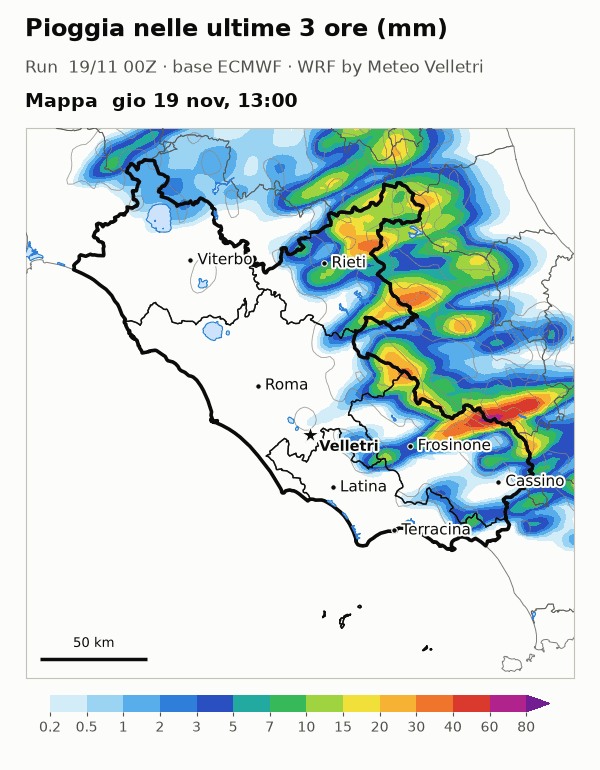 Pioggia nelle ultime 3 ore (mm)
Run  19/11 00Z · base ECMWF · WRF by Meteo Velletri
Mappa  gio 19 nov, 13:00
Viterbo
Rieti
Roma
Velletri
Frosinone
Latina
Cassino
Terracina
50 km
0.2 0.5 1 2 3 5 7 10 15 20 30 40 60 80